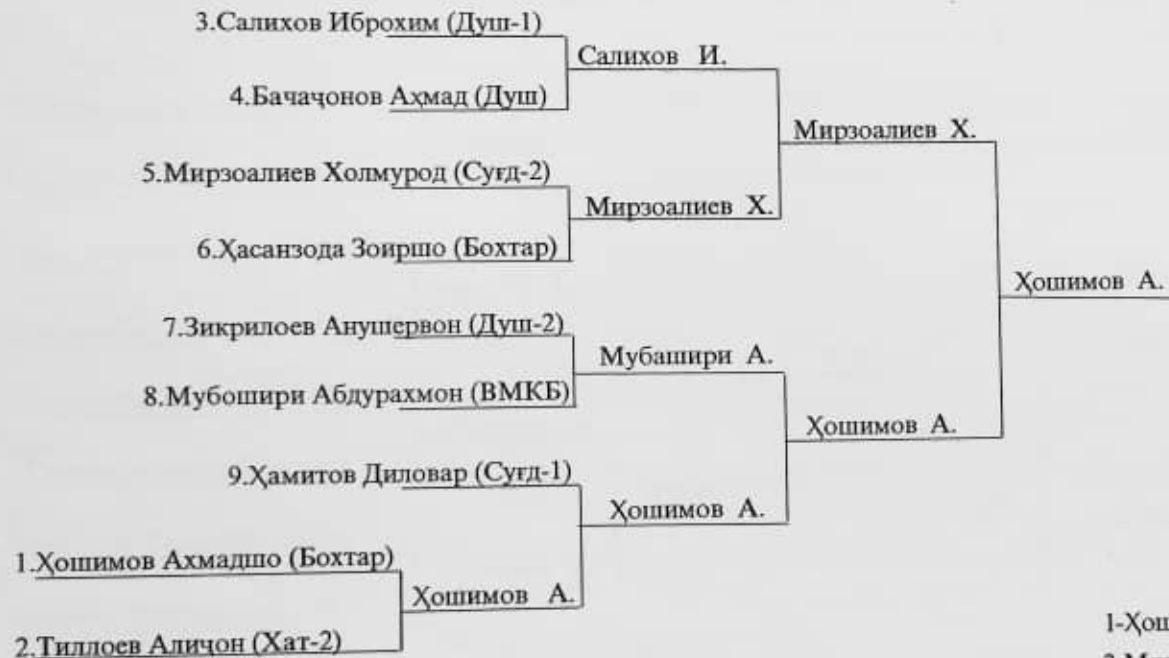 3.Салихов Иброхим (Душ-1)
Салихов И.
4.Бачаҷонов Аҳмад (Душ)
Мирзоалиев Х.
5.Мирзоалиев Холмурод (Суғд-2)
Мирзоалиев Х.
6.Ҳасанзода Зоиршо (Бохтар)
Ҳошимов А.
7.Зикрилоев Анушервон (Душ-2)
Мубашири А.
8.Мубошири Абдурахмон (ВМКБ)
Ҳошимов А.
9.Ҳамитов Диловар (Суғд-1)
Ҳошимов А.
1.Ҳошимов Ахмадшо (Бохтар)
Ҳошимов А.
2.Тиллоев Алиҷон (Хат-2)
1-Ҳош